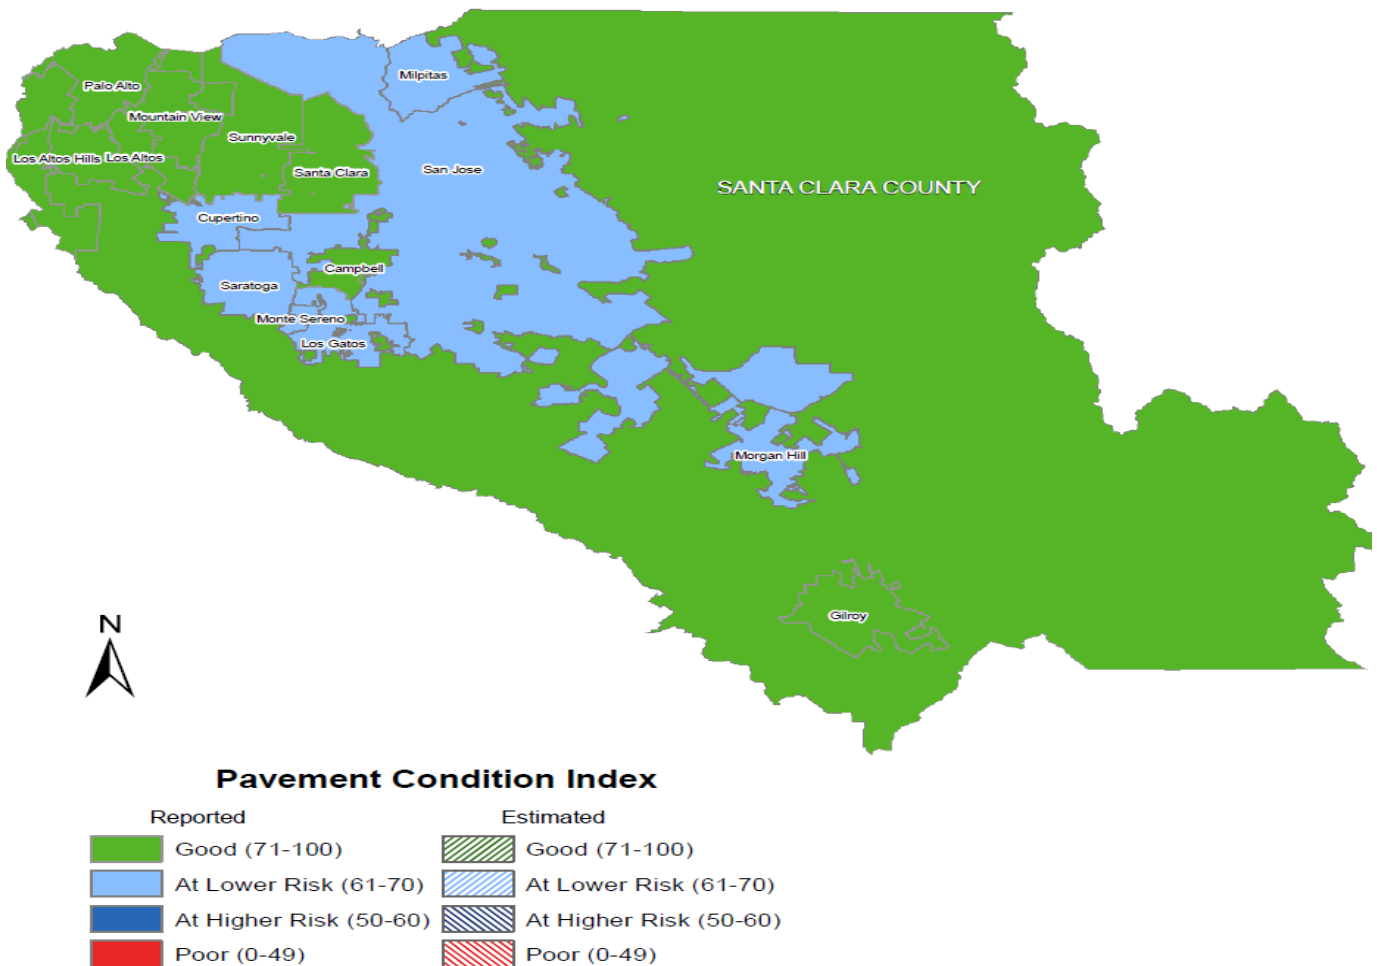 Milpitas
Palo Alto
Mountain View
Sunnyvale
Los Altos Hills
Los Altos
Santa Clara
San Jose
SANTA CLARA COUNTY
Cupertino
Campbell
Saratoga
Monte Sereno
Los Gatos
Morgan Hill
Gilroy
N
Pavement Condition Index
Reported
Good (71-100)
At Lower Risk (61-70)
At Higher Risk (50-60)
Poor (0-49)
Estimated
Good (71-100)
At Lower Risk (61-70)
At Higher Risk (50-60)
Poor (0-49)